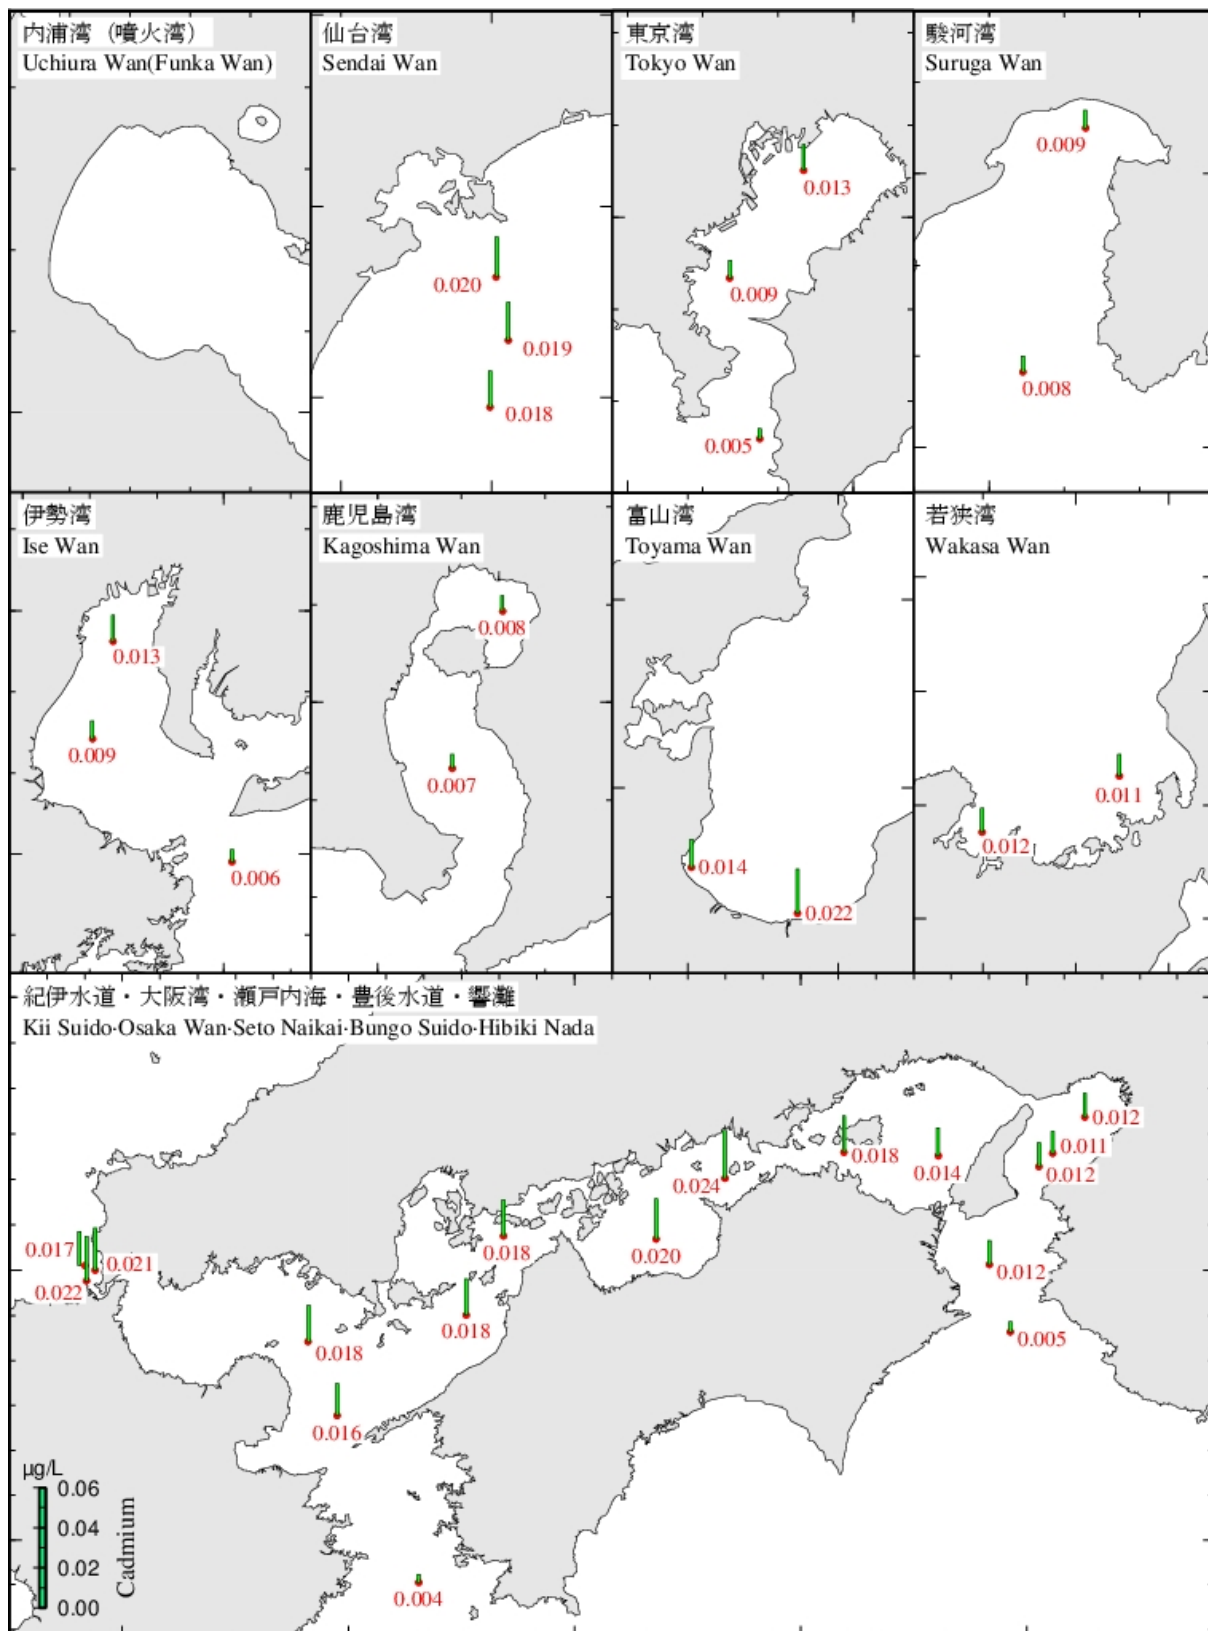 内浦湾（噴火湾）
Uchiura Wan(Funka Wan)
仙台湾
Sendai Wan
0.020
0.019
0.018
東京湾
Tokyo Wan
0.013
0.009
0.005
駿河湾
Suruga Wan
0.009
0.008
伊勢湾
Ise Wan
0.013
0.009
0.006
鹿児島湾
Kagoshima Wan
0.008
0.007
富山湾
Toyama Wan
0.014
0.022
若狭湾
Wakasa Wan
0.011
0.012
紀伊水道・大阪湾・瀬戸内海・豊後水道・響灘
Kii Suido·Osaka Wan·Seto Naikai·Bungo Suido·Hibiki Nada
0.012
0.011
0.018
0.014
0.012
0.024
0.018
0.020
0.017
0.021
0.022
0.012
0.018
0.018
0.005
0.016
0.004
µg/L
0.06
0.04
0.02
0.00
Cadmium